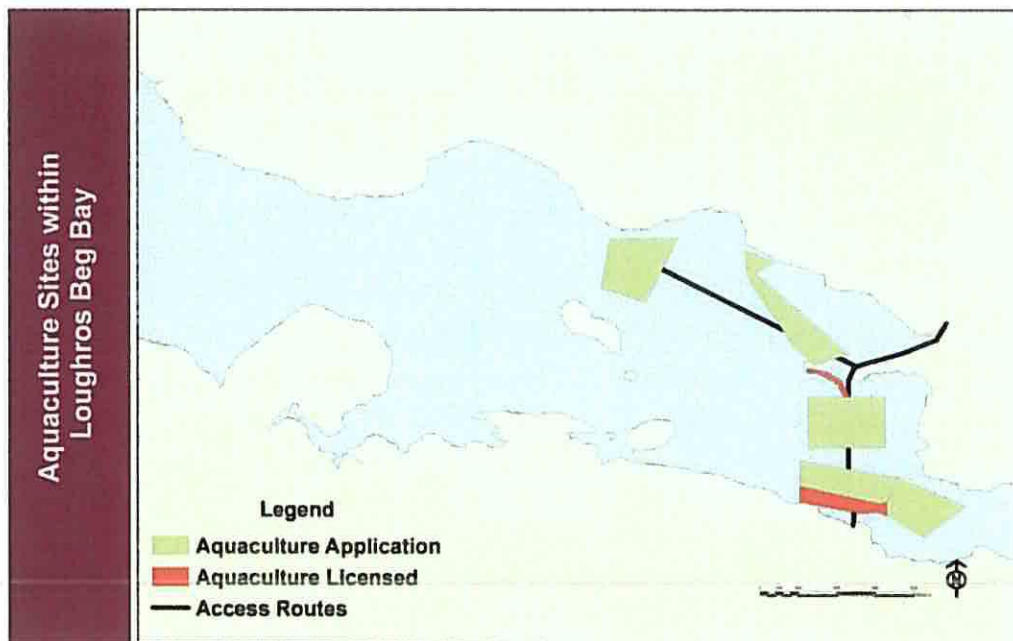 Aquaculture Sites within
Loughros Beg Bay
Legend
Aquaculture Application
Aquaculture Licensed
Access Routes
N